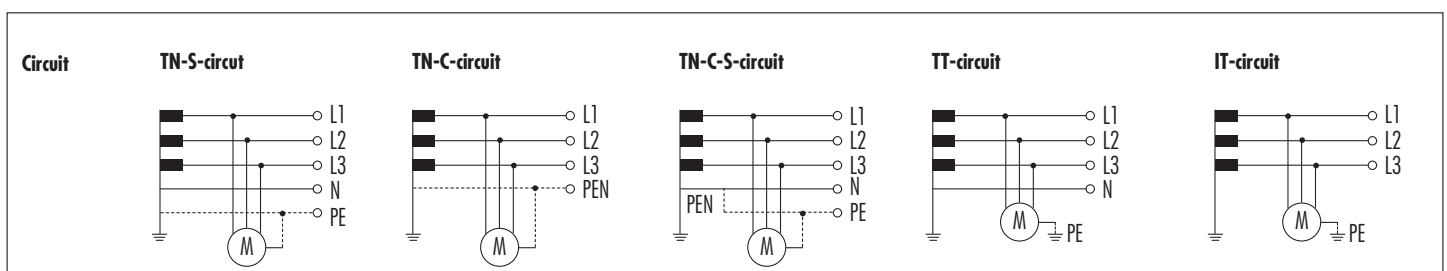 Circuit
TN-S-circut
TN-C-circuit
TN-C-S-circuit
TT-circuit
IT-circuit
L1
L2
L3
N
PE
M
L1
L2
L3
PEN
M
L1
L2
L3
N
PEN
PE
M
L1
L2
L3
N
M
PE
L1
L2
L3
M
PE